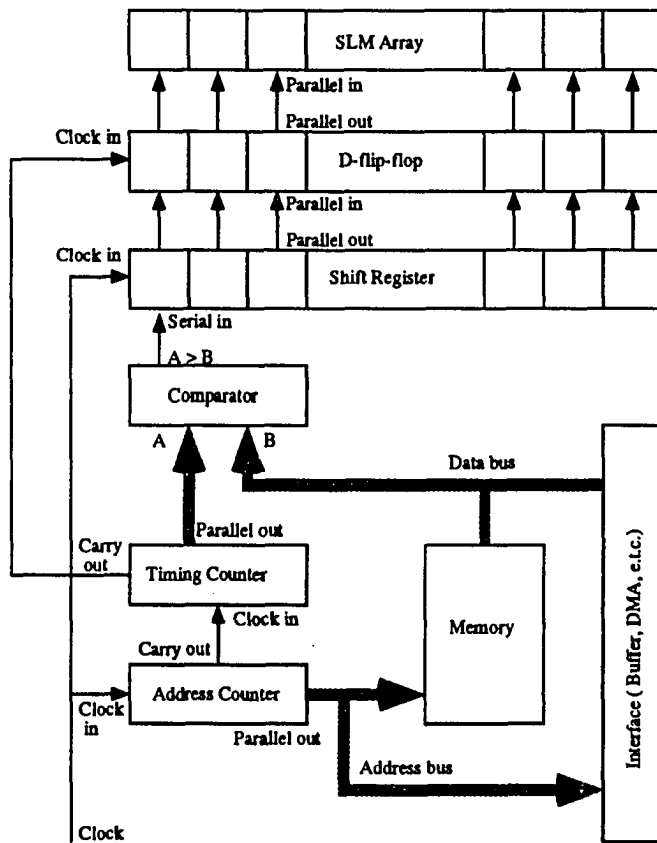 SLM Array
Parallel in
Parallel out
Clock in
D-flip-flop
Parallel in
Parallel out
Clock in
Shift Register
Serial in
A > B
Comparator
A
B
Data bus
Parallel out
Carry
out
Timing Counter
Clock in
Memory
Carry out
Address Counter
Clock
in
Parallel out
Address bus
Interface ( Buffer, DMA, e.t.c.)
Clock